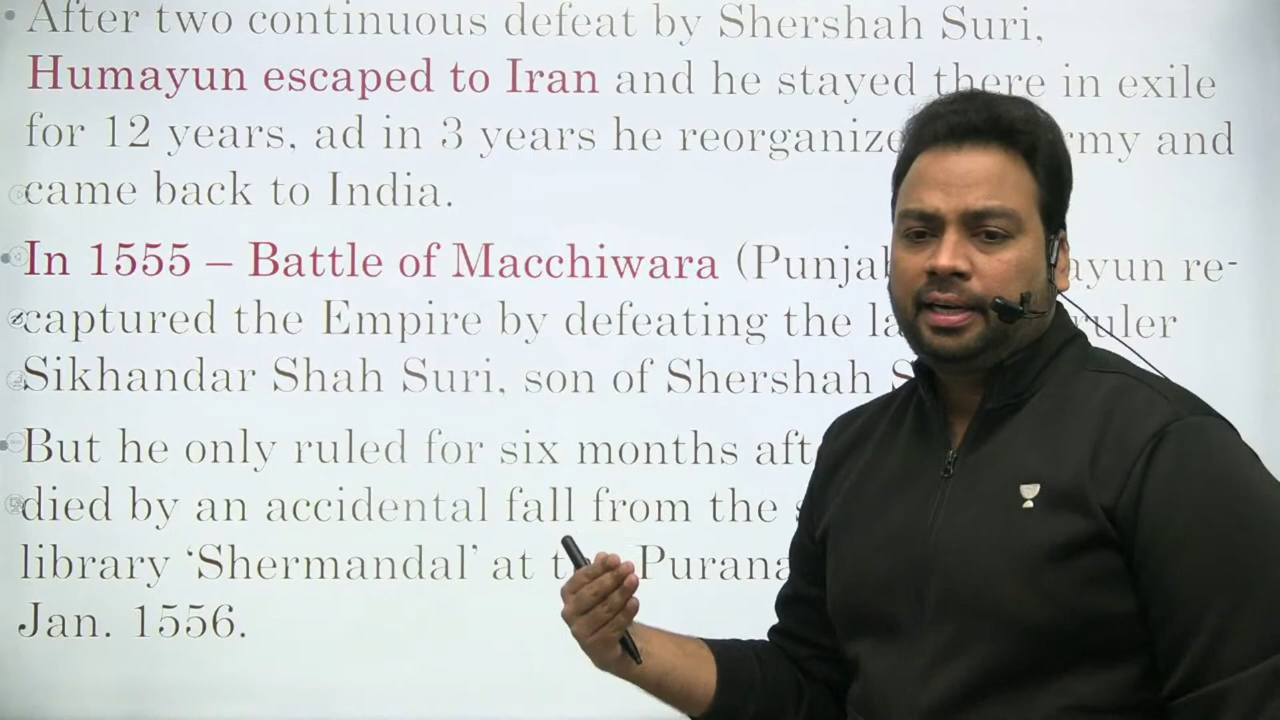 After two continuous defeat by Shershah Suri,
Humayun escaped to Iran and he stayed there in exile
for 12 years, ad in 3 years he reorganize rmy and
came back to India.
In 1555 – Battle of Macchiwara (Punjab ayun re-
captured the Empire by defeating the la ruler
Sikhandar Shah Suri, son of Shershah S
But he only ruled for six months aft
died by an accidental fall from the s
library ‘Shermandal’ at t Purana
Jan. 1556.